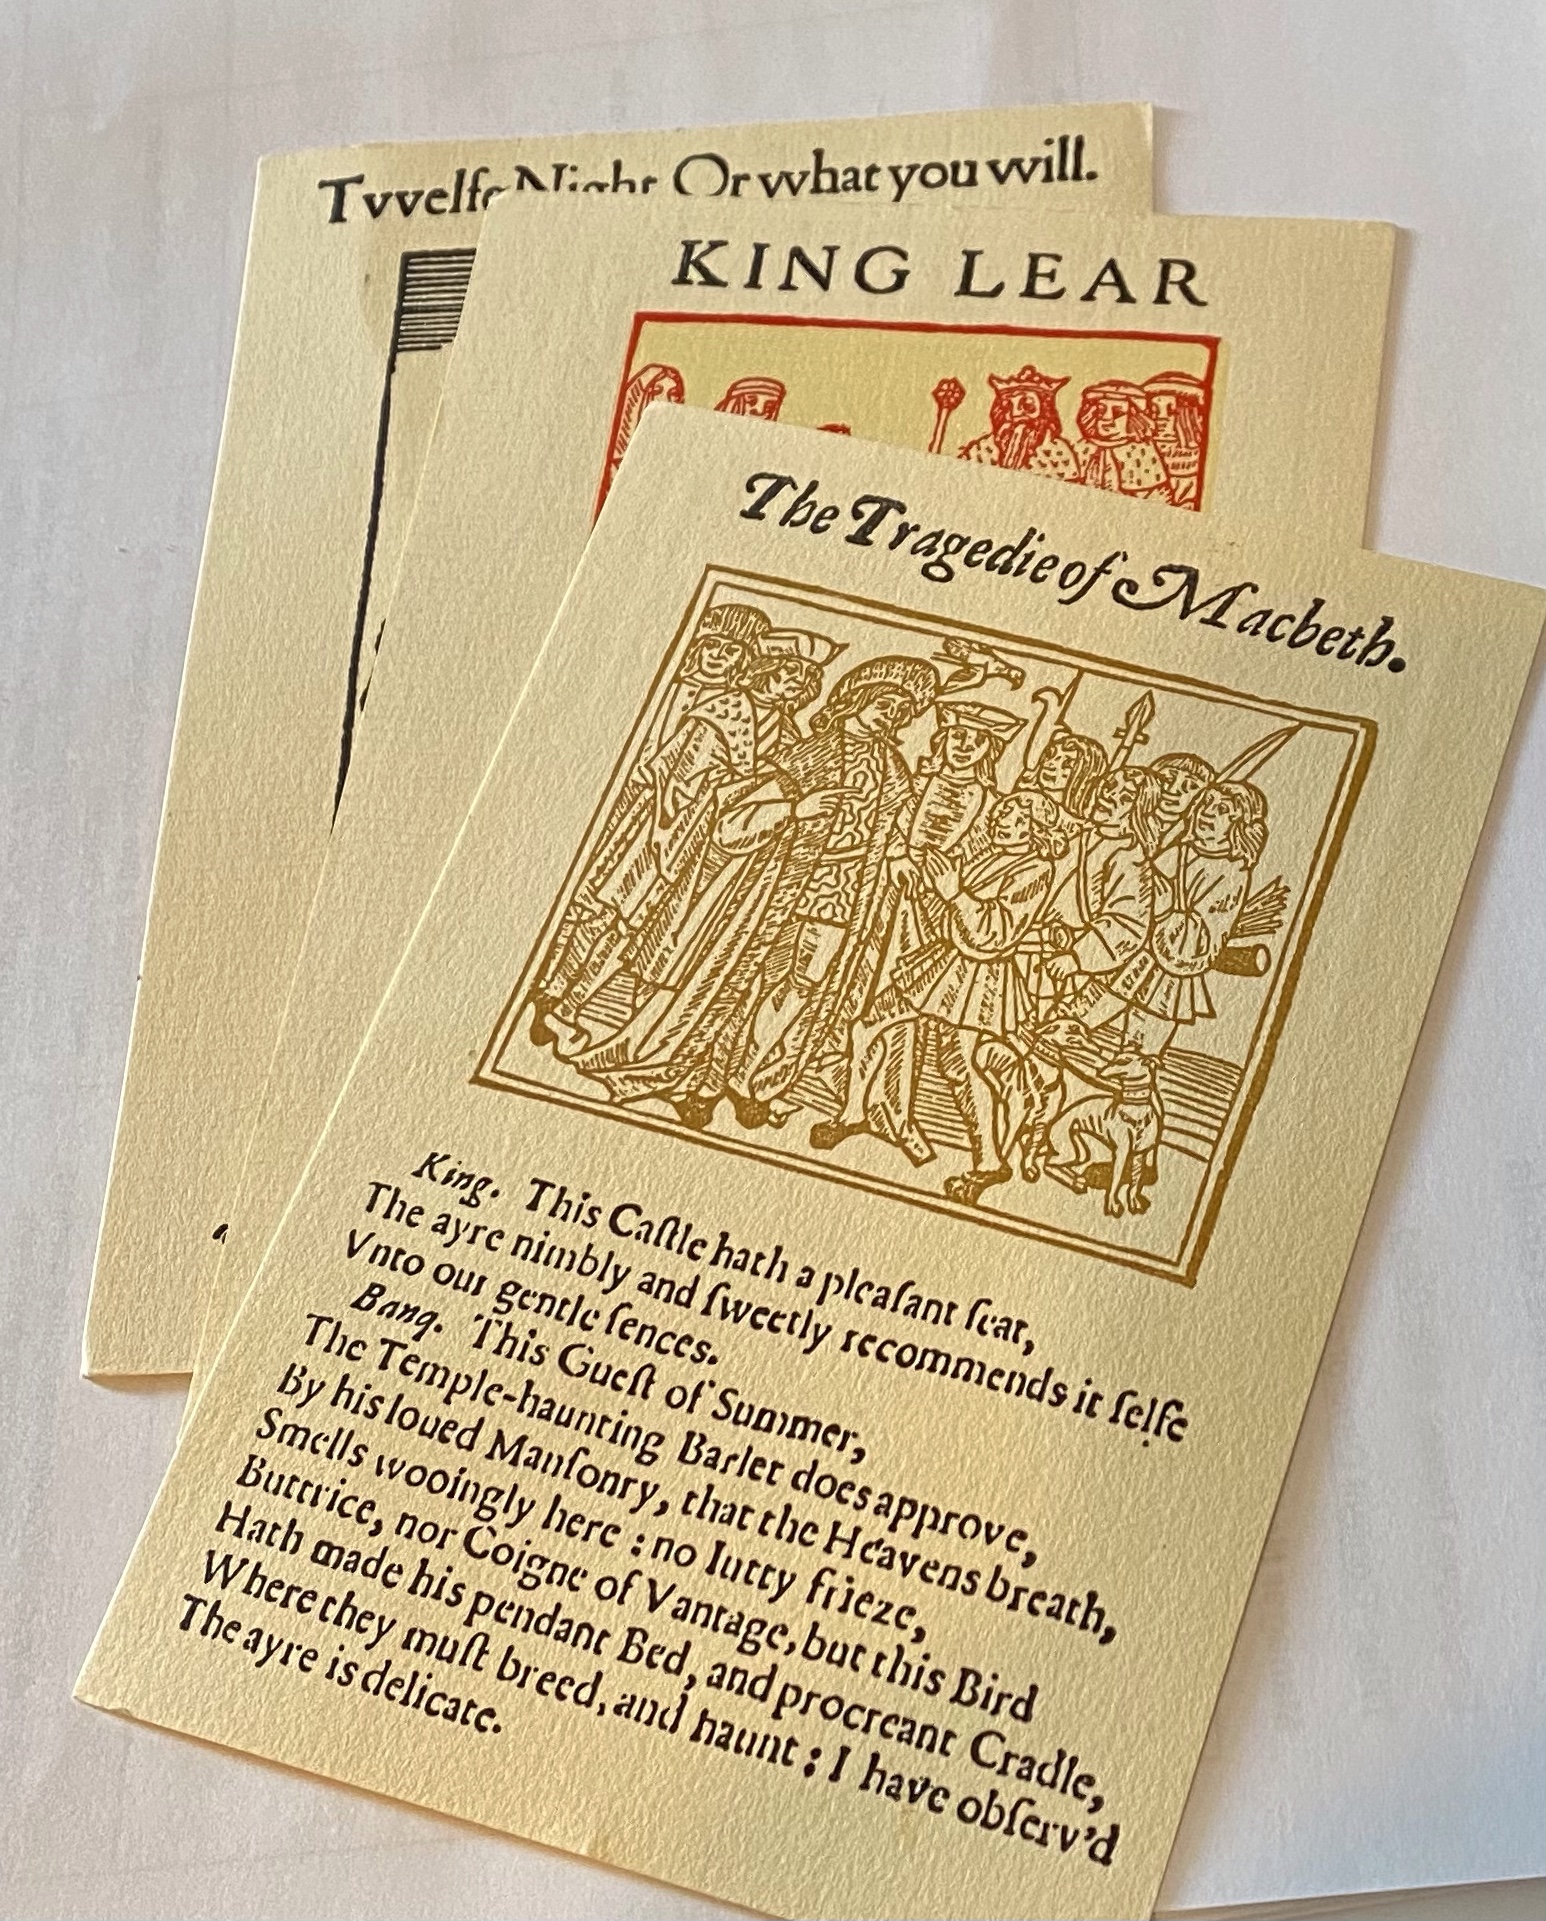 Tvvelfe Night, Or what you will.
KING LEAR
The Tragedie of Macbeth.
King. This Caſtle hath a pleaſant ſeat,
The ayre nimbly and ſweetly recommends it ſelfe
Vnto our gentle ſences.
Banq. This Gueſt of Summer,
The Temple-haunting Barlet does approve,
By his loued Manſonry, that the Heavens breath,
Smells wooingly here : no Iutty frieze,
Buttrice, nor Coigne of Vantage, but this Bird
Hath made his pendant Bed, and procreant Cradle,
Where they muſt breed, and haunt : I have obſerv'd
The ayre is delicate.